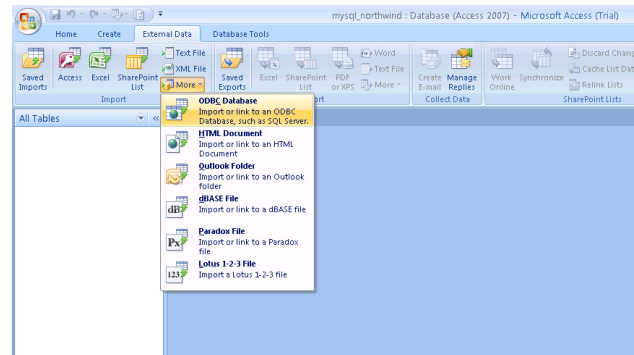 mysql_northwind : Database (Access 2007) - Microsoft Access (Trial)
Home Create External Data Database Tools
Saved Imports
Access
Excel
SharePoint List
Text File
XML File
More
Import
Saved Exports
Excel
SharePoint List
PDF or XPS
Word
Text File
More
rt
Create E-mail
Manage Replies
Collect Data
Work Online
Synchronize
Discard Chang
Cache List Dat
Relink Lists
SharePoint Lists
All Tables
ODBC Database
Import or link to an ODBC
Database, such as SQL Server.
HTML Document
Import or link to an HTML
Document
Outlook Folder
Import or link to an Outlook
folder
dB
dBASE File
Import or link to a dBASE file
Px
Paradox File
Import or link to a Paradox
file
123
Lotus 1-2-3 File
Import a Lotus 1-2-3 file